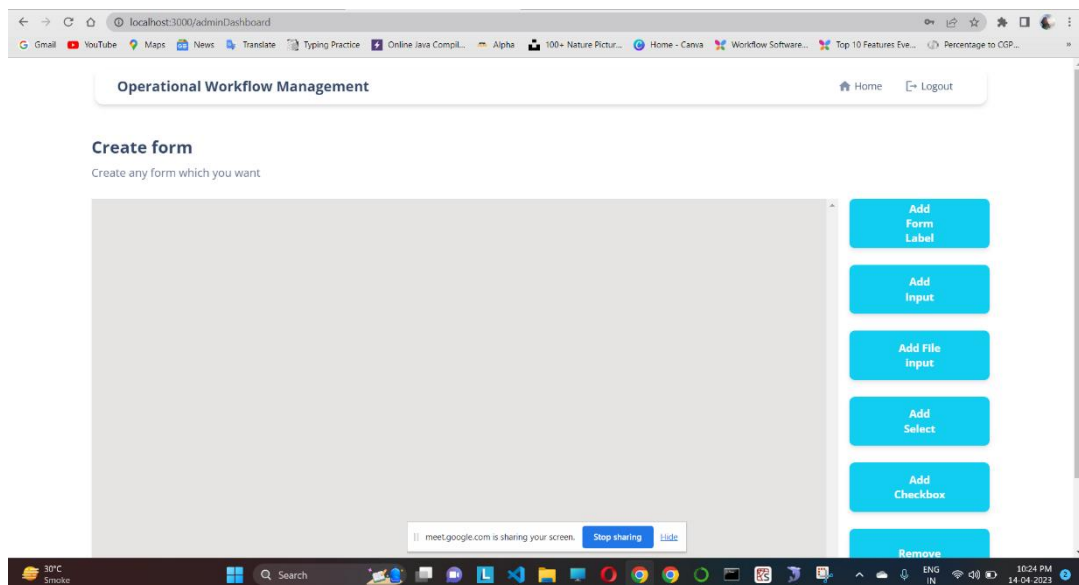 localhost:3000/adminDashboard
Gmail YouTube Maps News Translate Typing Practice Online Java Compil... Alpha 100+ Nature Pictur... Home - Canva Workflow Software... Top 10 Features Eve... Percentage to CGP... »
Operational Workflow Management Home Logout
Create form
Create any form which you want
Add
Form
Label
Add
Input
Add File
input
Add
Select
Add
Checkbox
meet.google.com is sharing your screen. Stop sharing Hide
Remove
30°C
Smoke
Search
ENG
IN
10:24 PM
14-04-2023
2